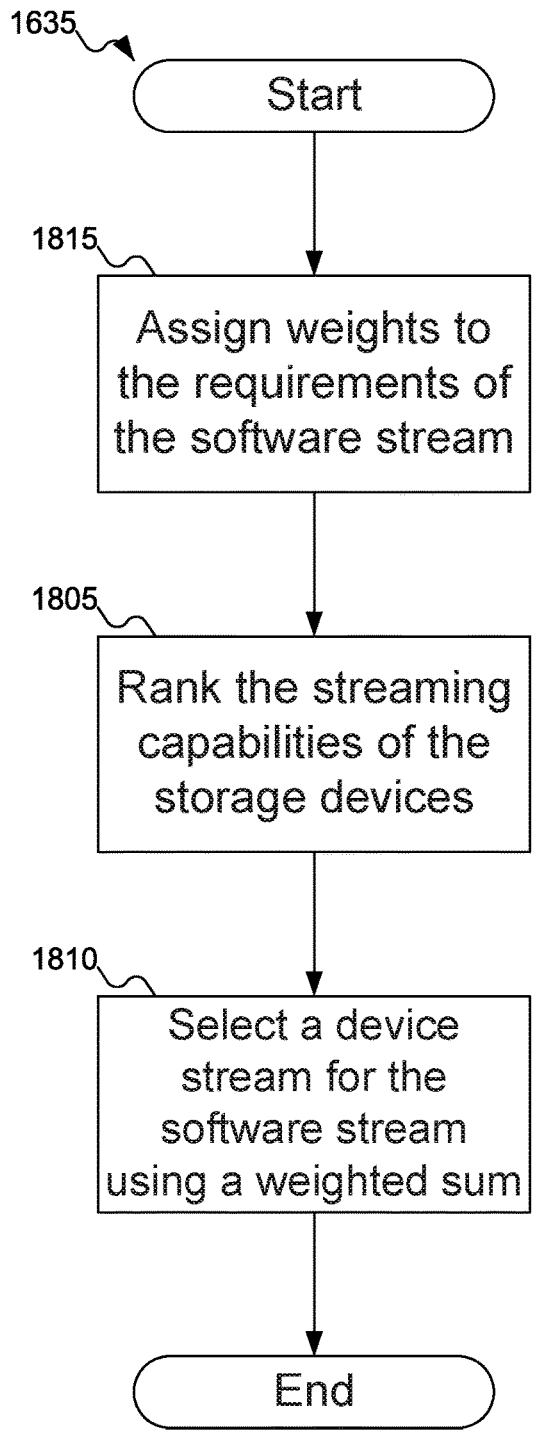 1635
Start
1815
Assign weights to
the requirements of
the software stream
1805
Rank the streaming
capabilities of the
storage devices
1810
Select a device
stream for the
software stream
using a weighted sum
End